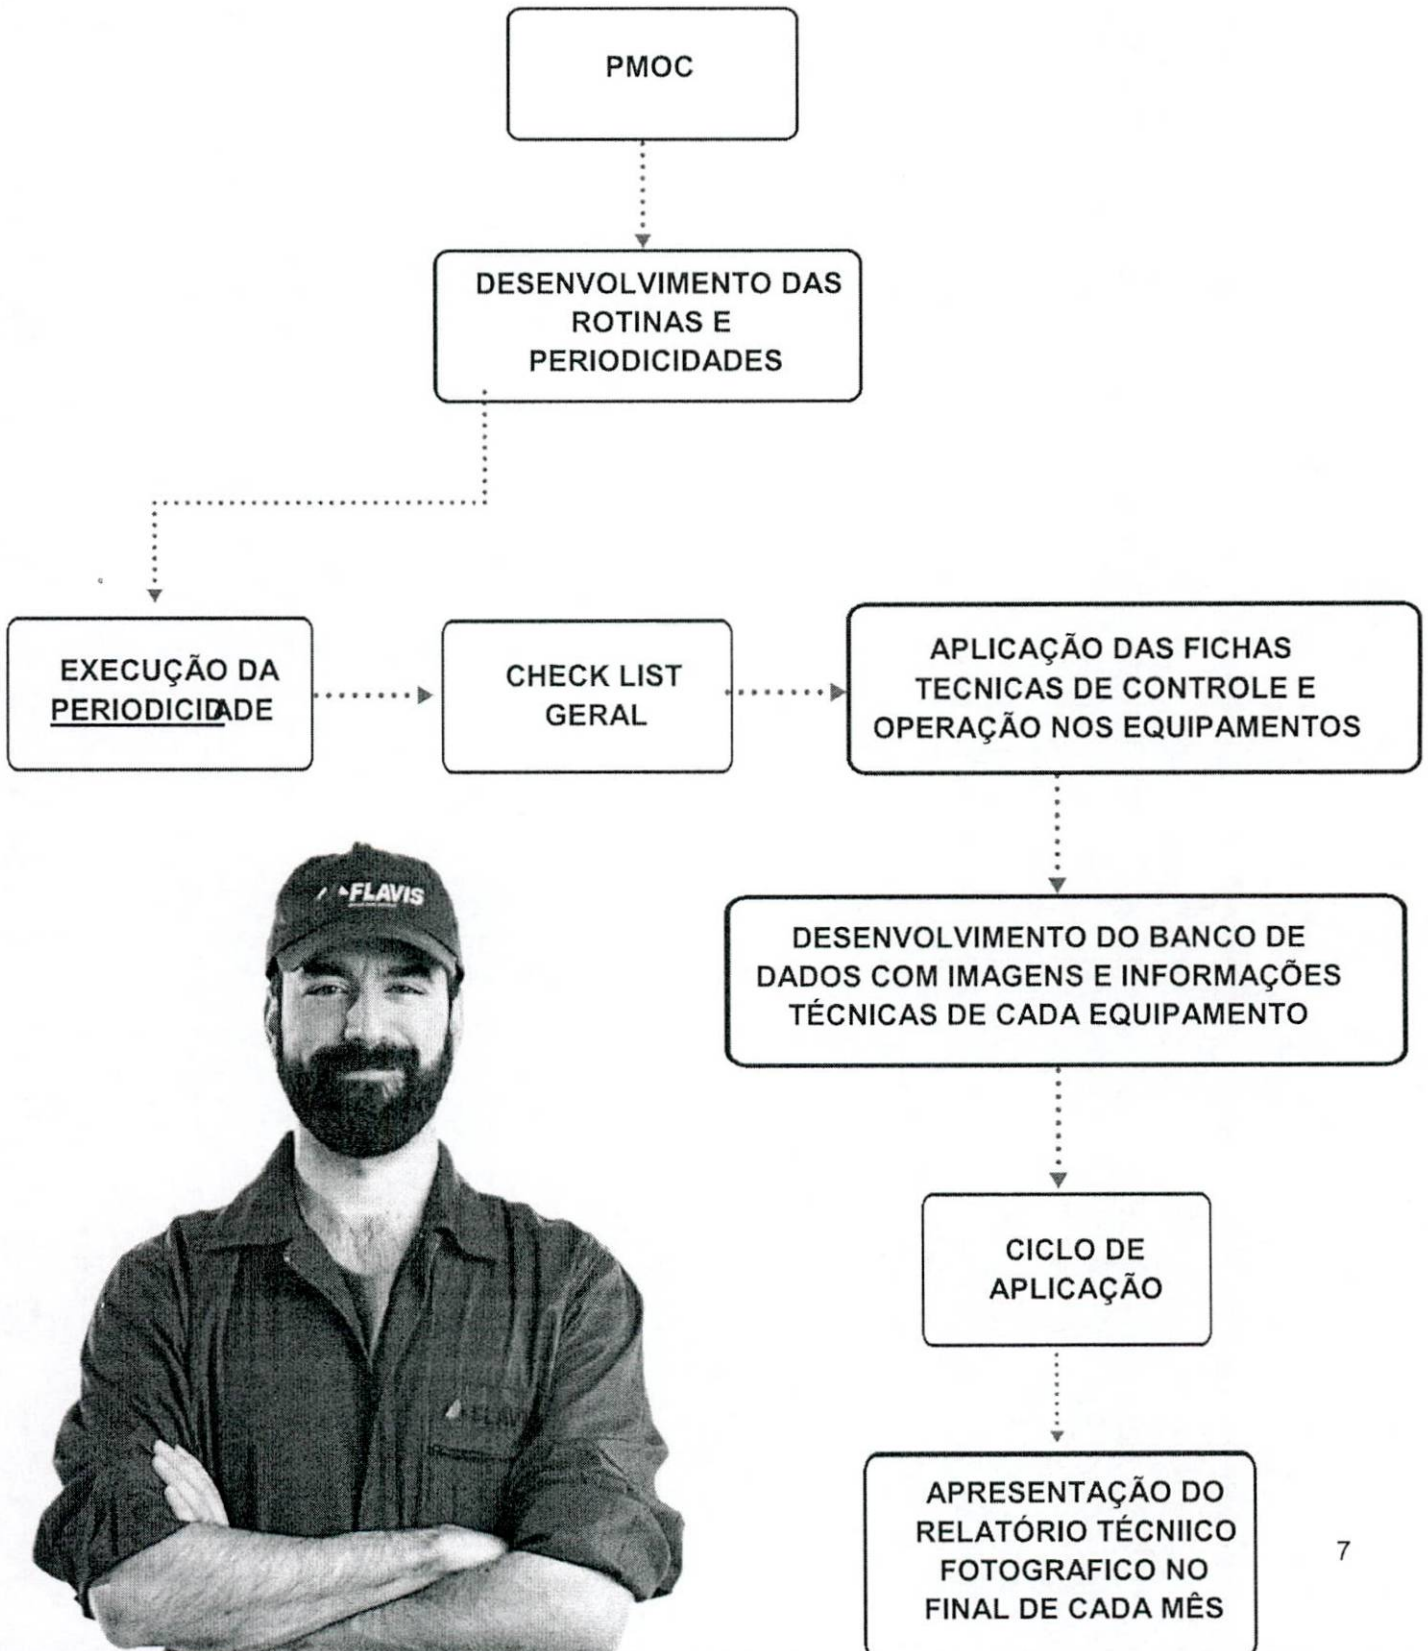 PMOC
DESENVOLVIMENTO DAS
ROTINAS E
PERIODICIDADES
EXECUÇÃO DA
PERIODICIDADE
CHECK LIST
GERAL
APLICAÇÃO DAS FICHAS
TECNICAS DE CONTROLE E
OPERAÇÃO NOS EQUIPAMENTOS
FLAVIS
DESENVOLVIMENTO DO BANCO DE
DADOS COM IMAGENS E INFORMAÇÕES
TÉCNICAS DE CADA EQUIPAMENTO
CICLO DE
APLICAÇÃO
FLAVIS
APRESENTAÇÃO DO
RELATÓRIO TÉCNIICO
FOTOGRAFICO NO
FINAL DE CADA MÊS
7